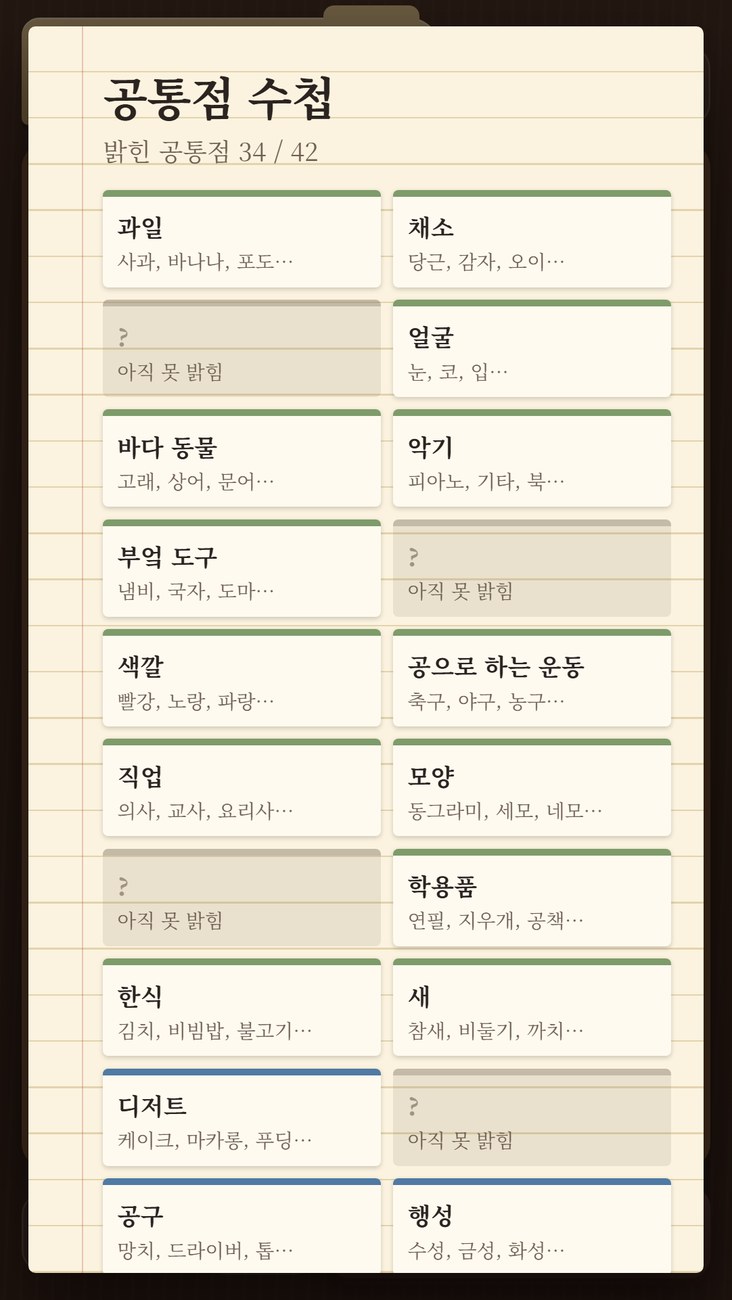 공통점 수첩
밝힌 공통점 34 / 42
과일
사과, 바나나, 포도…
채소
당근, 감자, 오이…
?
아직 못 밝힘
얼굴
눈, 코, 입…
바다 동물
고래, 상어, 문어…
악기
피아노, 기타, 북…
부엌 도구
냄비, 국자, 도마…
?
아직 못 밝힘
색깔
빨강, 노랑, 파랑…
공으로 하는 운동
축구, 야구, 농구…
직업
의사, 교사, 요리사…
모양
동그라미, 세모, 네모…
?
아직 못 밝힘
학용품
연필, 지우개, 공책…
한식
김치, 비빔밥, 불고기…
새
참새, 비둘기, 까치…
디저트
케이크, 마카롱, 푸딩…
?
아직 못 밝힘
공구
망치, 드라이버, 톱…
행성
수성, 금성, 화성…